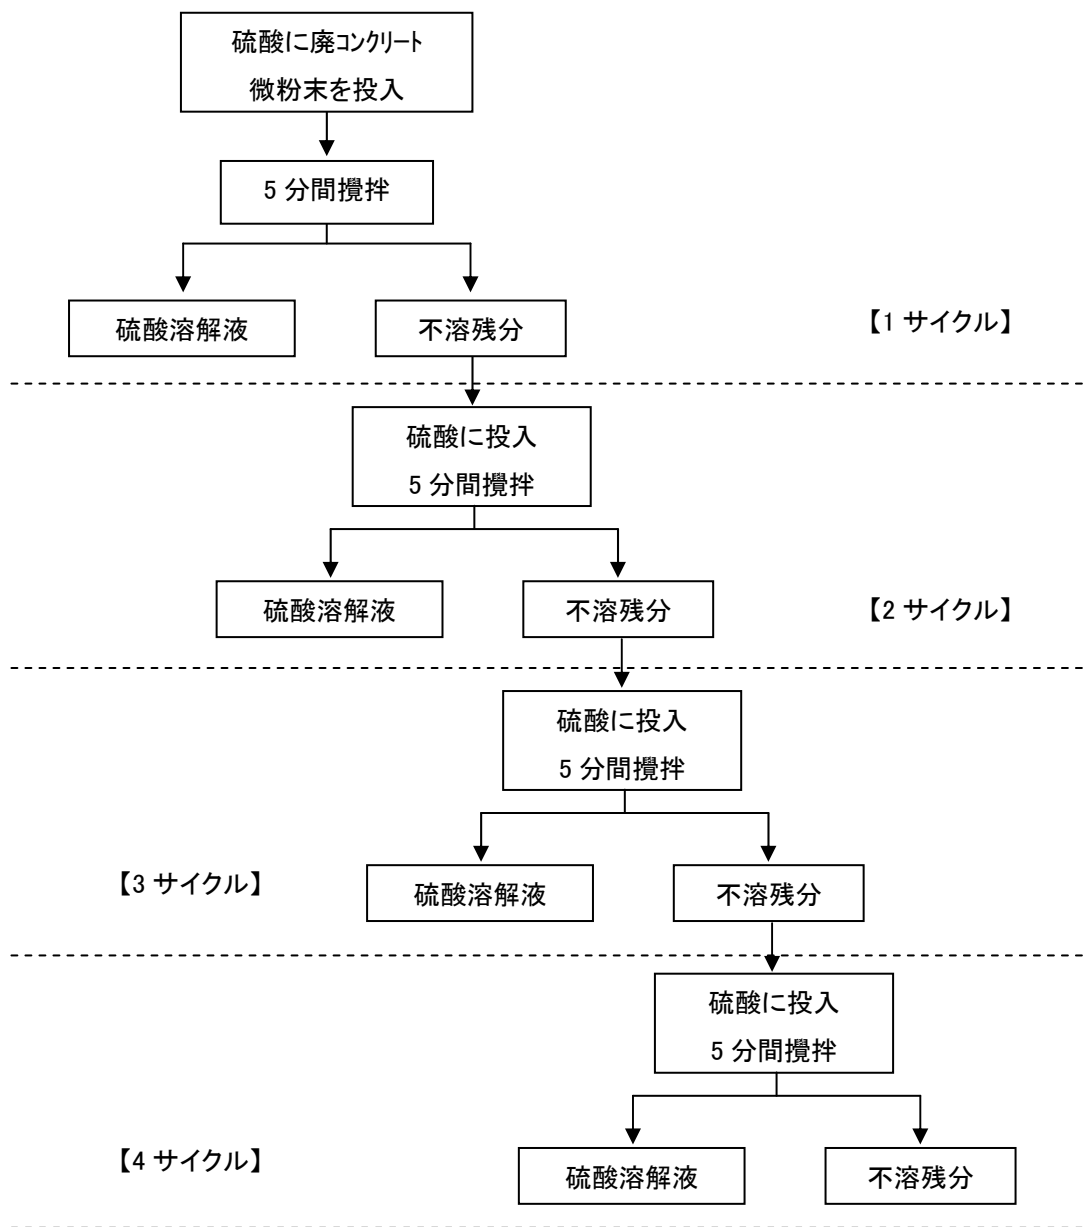 硫酸に廃コンクリート
微粉末を投入
5 分間攪拌
硫酸溶解液
不溶残分
【1 サイクル】
硫酸に投入
5 分間攪拌
硫酸溶解液
不溶残分
【2 サイクル】
硫酸に投入
5 分間攪拌
【3 サイクル】
硫酸溶解液
不溶残分
硫酸に投入
5 分間攪拌
【4 サイクル】
硫酸溶解液
不溶残分